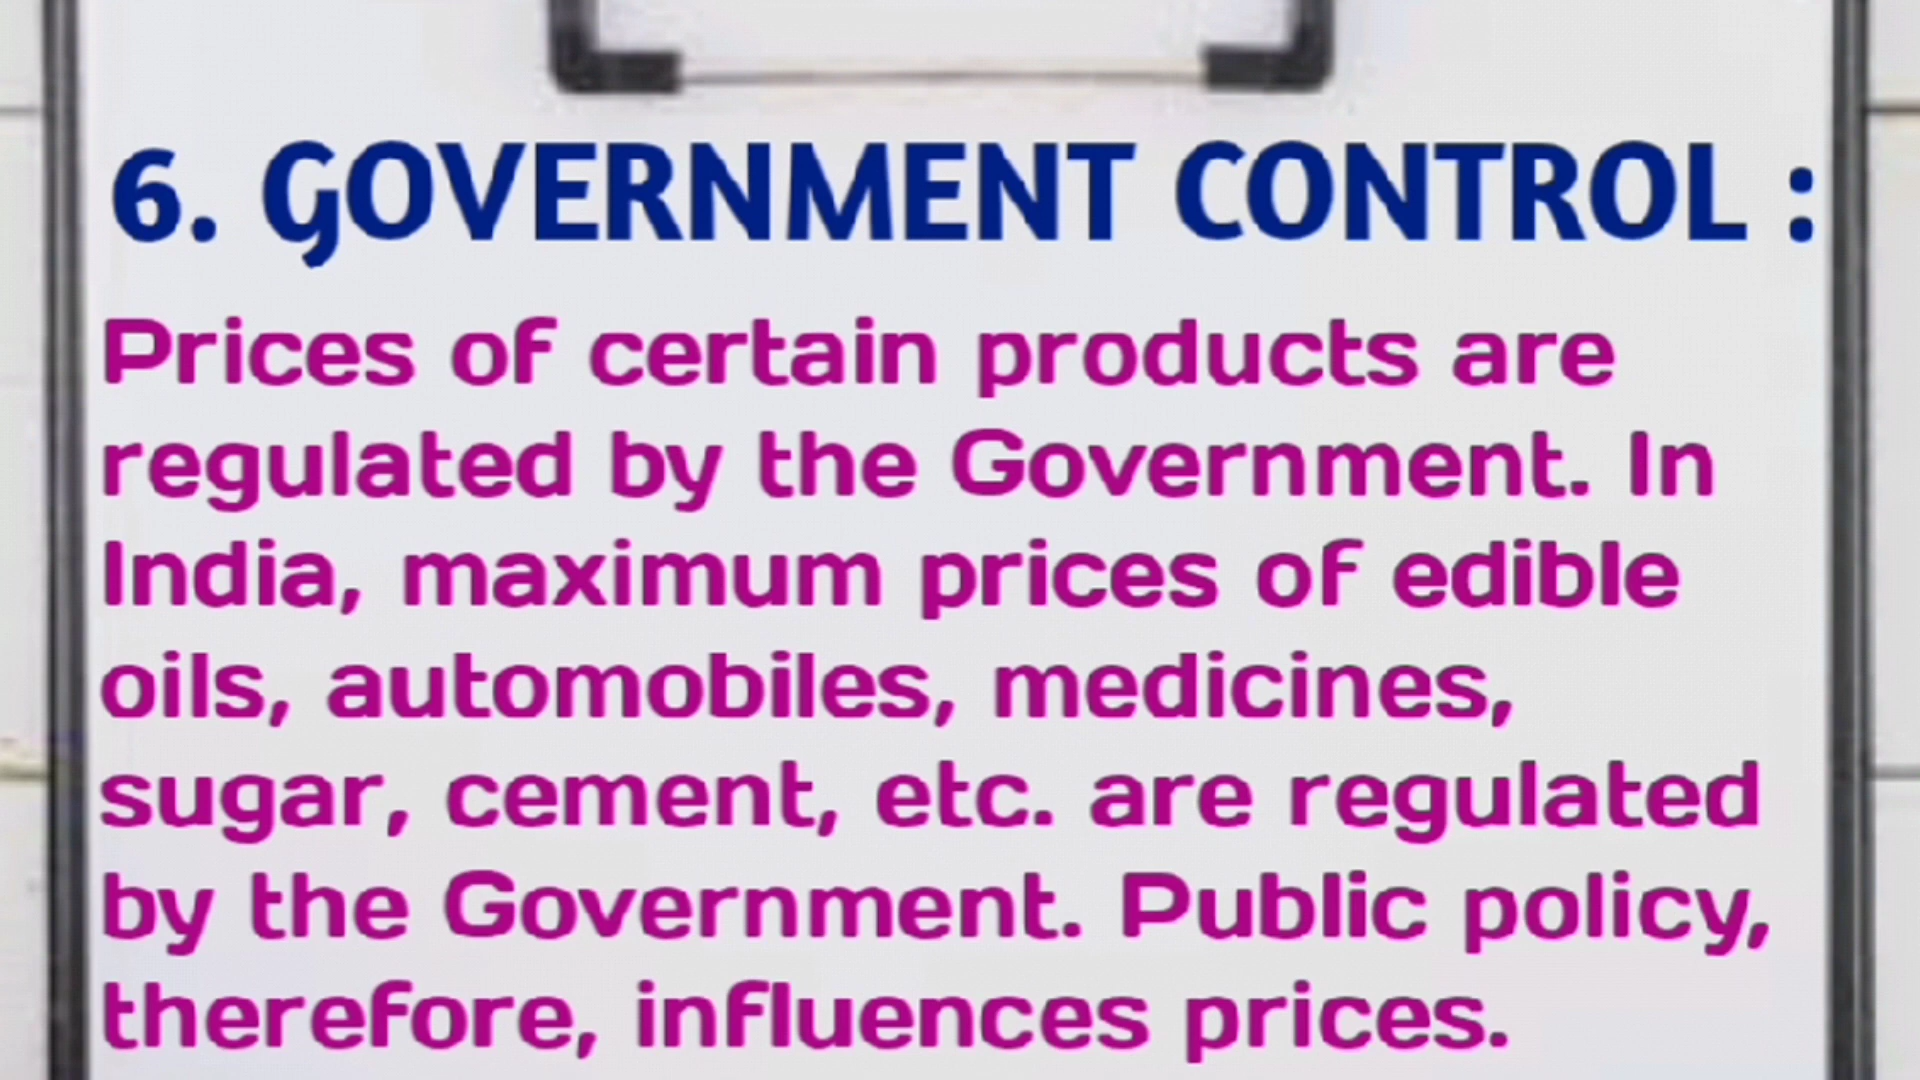 6. GOVERNMENT CONTROL :
Prices of certain products are
regulated by the Government. In
India, maximum prices of edible
oils, automobiles, medicines,
sugar, cement, etc. are regulated
by the Government. Public policy,
therefore, influences prices.